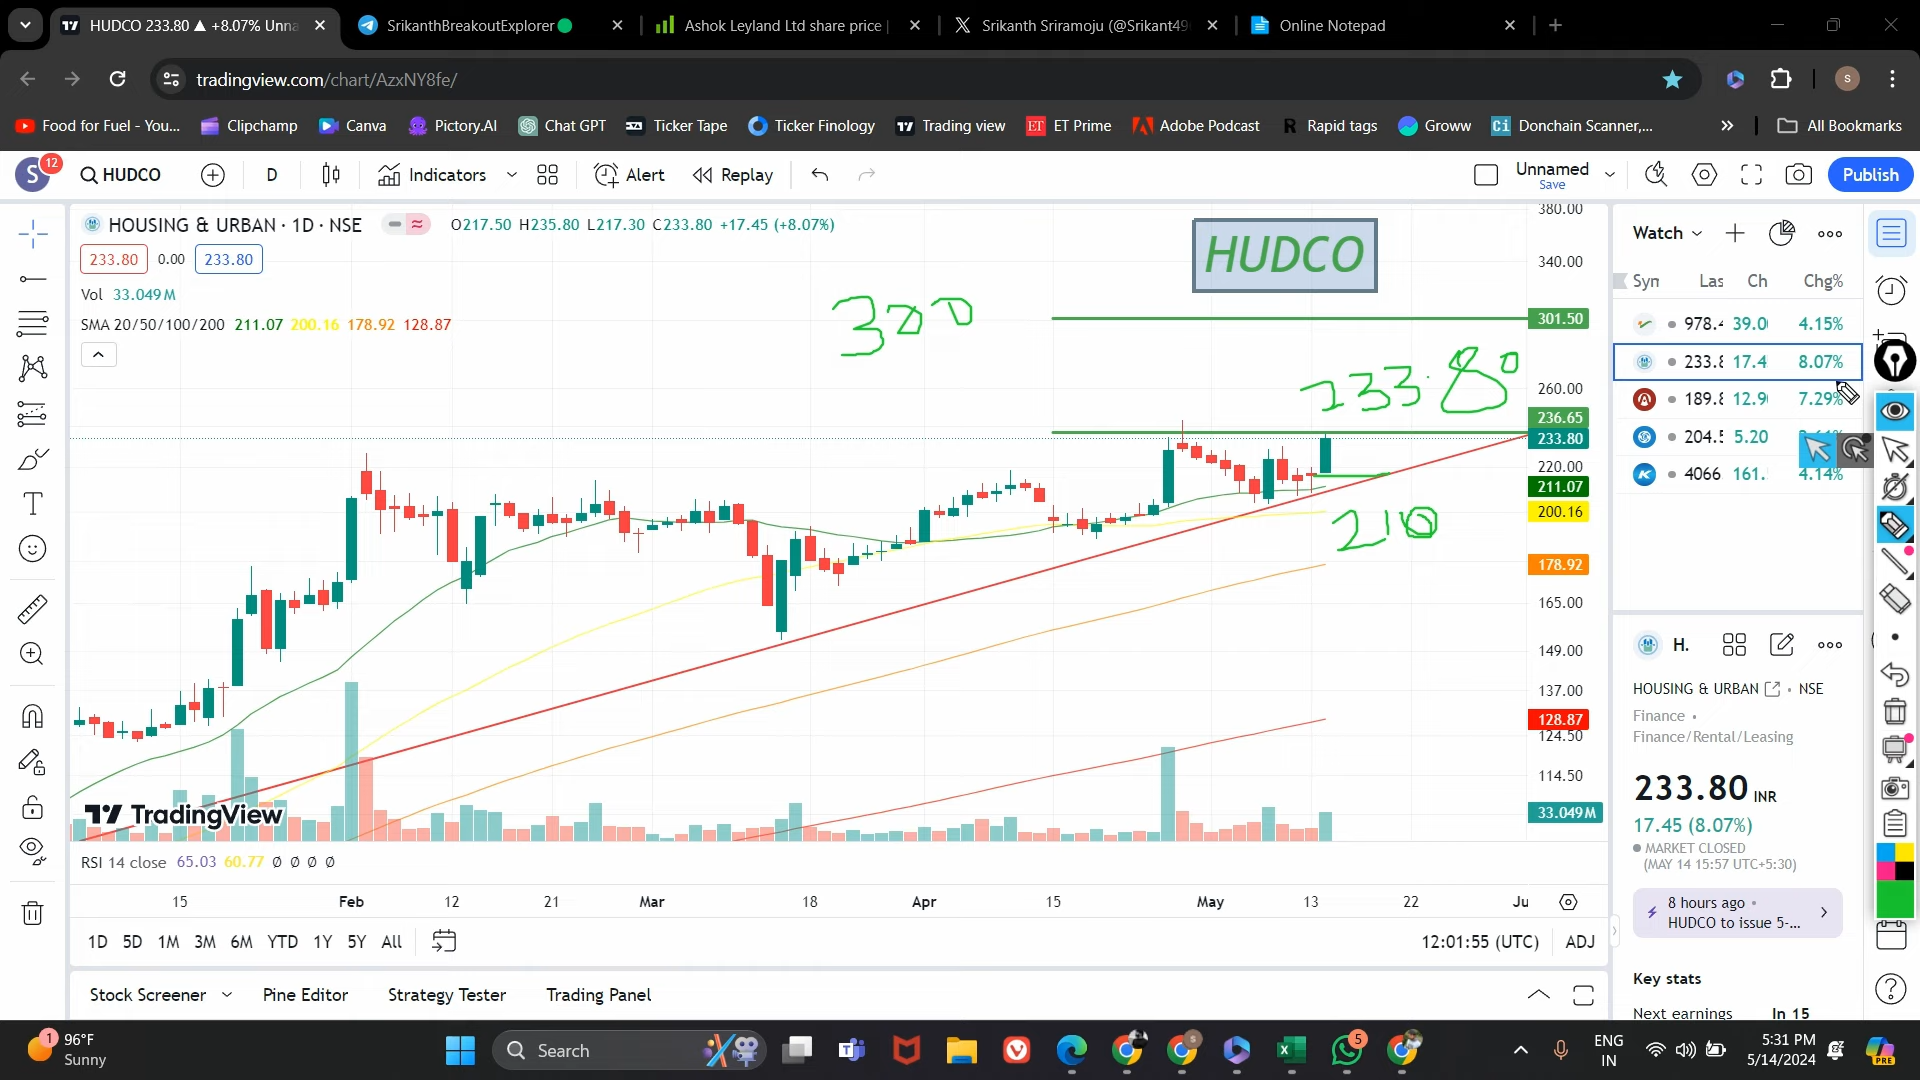 HUDCO 233.80 ▲ +8.07% Unna
SrikanthBreakoutExplorer
Ashok Leyland Ltd share price |
Srikanth Sriramoju (@Srikant49
Online Notepad
tradingview.com/chart/AzxNY8fe/
S
Food for Fuel - You...
Clipchamp
Canva
Pictory.AI
Chat GPT
Ticker Tape
Ticker Finology
Trading view
ET Prime
Adobe Podcast
Rapid tags
Groww
Donchain Scanner,...
All Bookmarks
S 12
HUDCO
D
Indicators
Alert
Replay
Unnamed
Save
Publish
HOUSING & URBAN · 1D · NSE
O217.50 H235.80 L217.30 C233.80 +17.45 (+8.07%)
233.80 0.00 233.80
Vol 33.049M
SMA 20/50/100/200 211.07 200.16 178.92 128.87
HUDCO
300
233.80
210
380.00
340.00
301.50
260.00
236.65
233.80
220.00
211.07
200.16
178.92
165.00
149.00
137.00
128.87
124.50
114.50
33.049M
TradingView
RSI 14 close 65.03 60.77 Ø Ø Ø Ø
15 Feb 12 21 Mar 18 Apr 15 May 13 22 Ju
1D 5D 1M 3M 6M YTD 1Y 5Y All
12:01:55 (UTC) ADJ
Stock Screener
Pine Editor
Strategy Tester
Trading Panel
Watch
Syn Las Ch Chg%
978.4 39.0 4.15%
233.8 17.4 8.07%
189.8 12.9 7.29%
204.5 5.20
4066 161. 4.14%
H.
HOUSING & URBAN · NSE
Finance ·
Finance/Rental/Leasing
233.80 INR
17.45 (8.07%)
MARKET CLOSED
(MAY 14 15:57 UTC+5:30)
8 hours ago ·
HUDCO to issue 5-...
Key stats
Next earnings In 15
1
96°F
Sunny
Search
5
ENG
IN
5:31 PM
5/14/2024
PRE